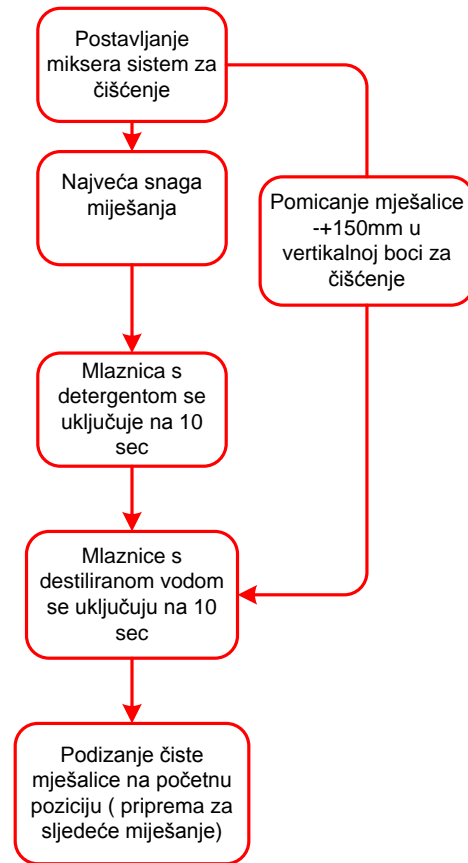 Postavljanje
miksera sistem za
čišćenje
Najveća snaga
miješanja
Pomicanje mješalice
-+150mm u
vertikalnoj boci za
čišćenje
Mlaznica s
detergentom se
uključuje na 10
sec
Mlaznice s
destiliranom vodom
se uključuju na 10
sec
Podizanje čiste
mješalice na početnu
poziciju ( priprema za
sljedeće miješanje)